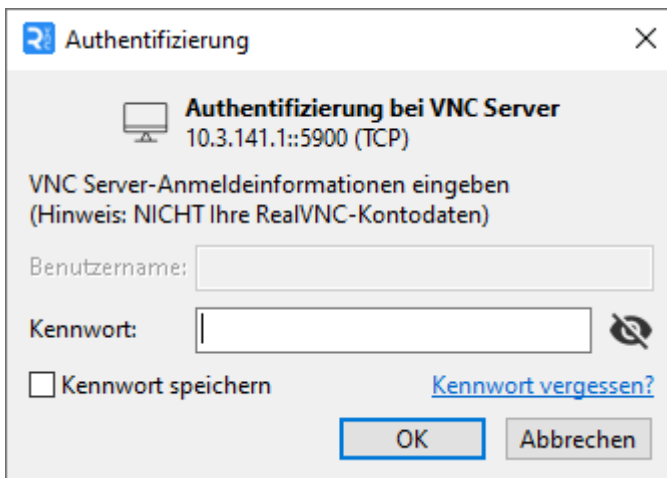 Authentifizierung
Authentifizierung bei VNC Server
10.3.141.1::5900 (TCP)
VNC Server-Anmeldeinformationen eingeben
(Hinweis: NICHT Ihre RealVNC-Kontodaten)
Benutzername:
Kennwort:
Kennwort speichern
Kennwort vergessen?
OK
Abbrechen